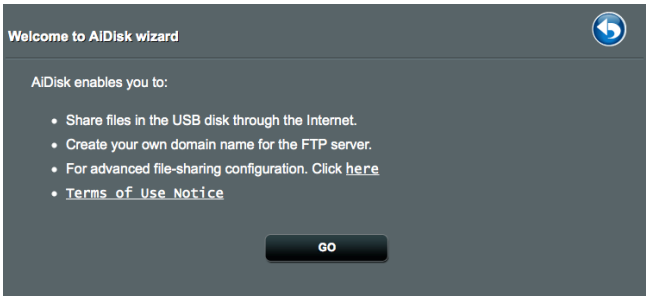 Welcome to AiDisk wizard
AiDisk enables you to:
• Share files in the USB disk through the Internet.
• Create your own domain name for the FTP server.
• For advanced file-sharing configuration. Click here
• Terms of Use Notice
GO